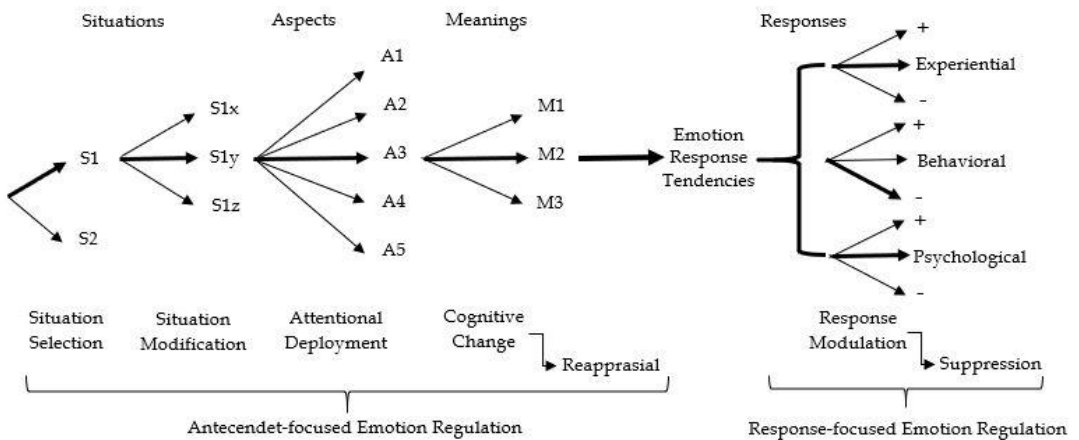 Situations
Aspects
Meanings
Responses
S1
S2
S1x
S1y
S1z
A1
A2
A3
A4
A5
M1
M2
M3
Emotion
Response
Tendencies
+
Experiential
-
+
Behavioral
-
+
Psychological
-
Situation
Selection
Situation
Modification
Attentional
Deployment
Cognitive
Change
Reapprasial
Response
Modulation
Suppression
Antecendet-focused Emotion Regulation
Response-focused Emotion Regulation